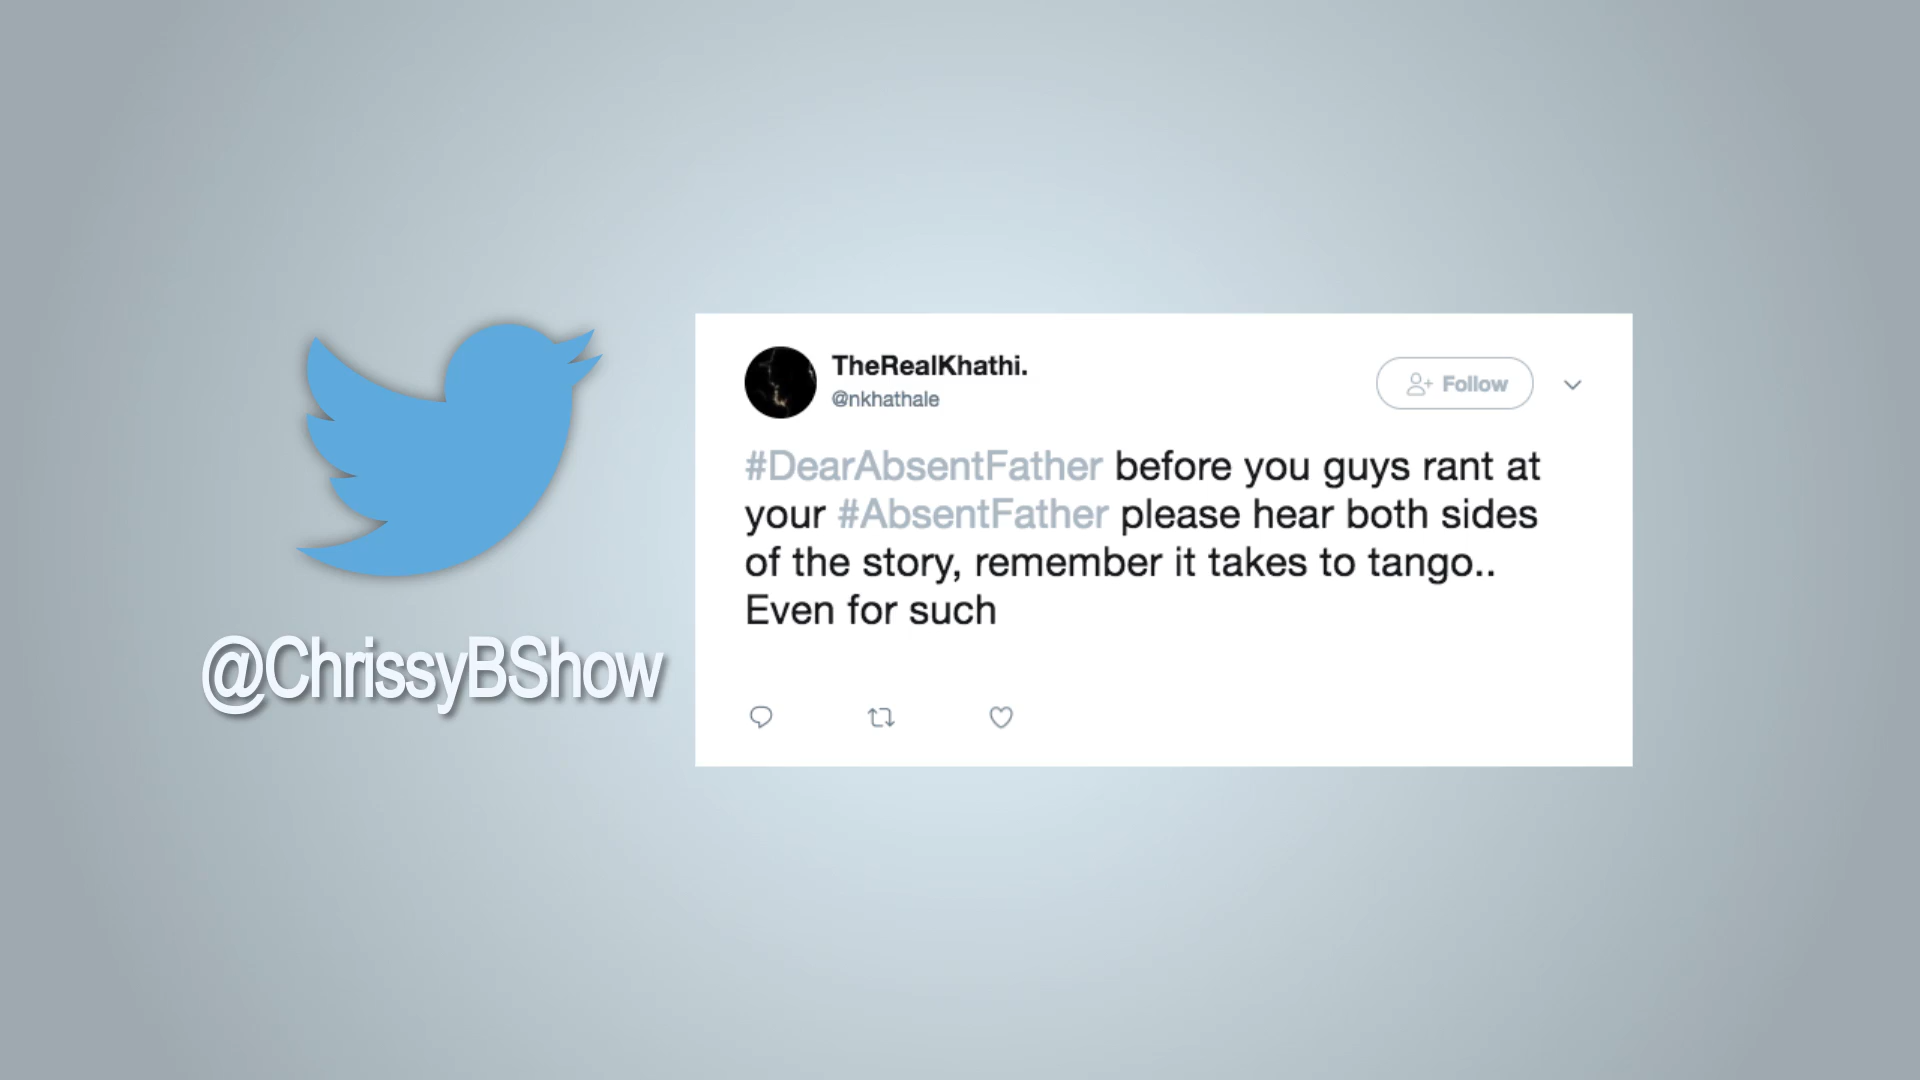 @ChrissyBShow
TheRealKhathi.
@nkhathale
Follow
#DearAbsentFather before you guys rant at
your #AbsentFather please hear both sides
of the story, remember it takes to tango..
Even for such